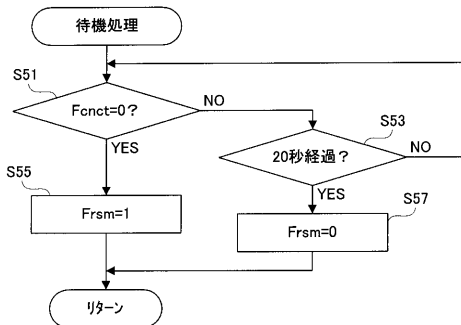 待機処理
S51
Fcnct=0?
NO
S53
YES
20秒経過?
NO
S55
YES
S57
Frsm=1
Frsm=0
リターン